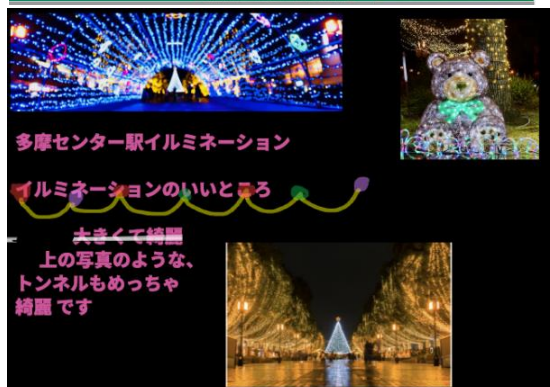 多摩センター駅イルミネーション
イルミネーションのいいところ
大きくて綺麗
上の写真のような、
トンネルもめっちゃ
綺麗 です